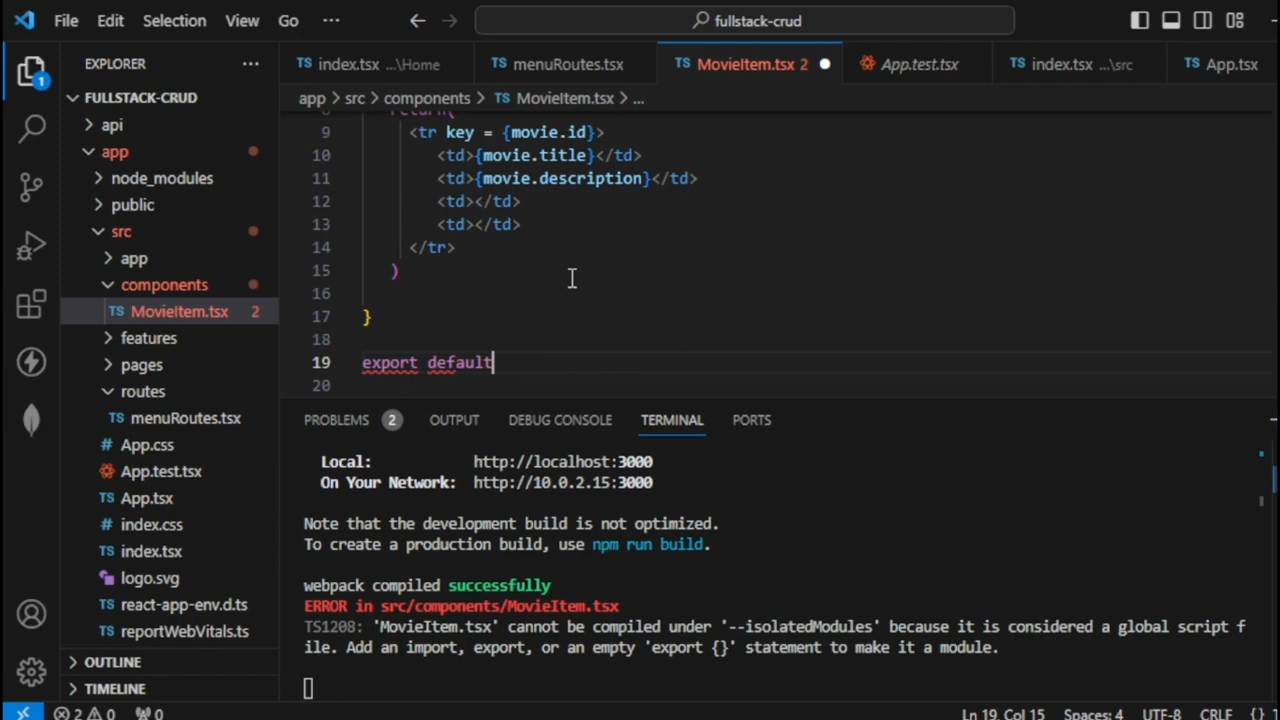 File Edit Selection View Go ··· fullstack-crud
EXPLORER ···
FULLSTACK-CRUD
api
app
node_modules
public
src
app
components
TS MovieItem.tsx 2
features
pages
routes
TS menuRoutes.tsx
# App.css
App.test.tsx
TS App.tsx
# index.css
TS index.tsx
logo.svg
TS react-app-env.d.ts
TS reportWebVitals.ts
OUTLINE
TIMELINE
1
TS index.tsx ...\Home TS menuRoutes.tsx TS MovieItem.tsx 2 App.test.tsx TS index.tsx ...\src TS App.tsx
app > src > components > TS MovieItem.tsx > ...
8 return(
9 <tr key = {movie.id}>
10 <td>{movie.title}</td>
11 <td>{movie.description}</td>
12 <td></td>
13 <td></td>
14 </tr>
15 )
16
17 }
18
19 export default
20
PROBLEMS 2 OUTPUT DEBUG CONSOLE TERMINAL PORTS
Local: http://localhost:3000
On Your Network: http://10.0.2.15:3000
Note that the development build is not optimized.
To create a production build, use npm run build.
webpack compiled successfully
ERROR in src/components/MovieItem.tsx
TS1208: 'MovieItem.tsx' cannot be compiled under '--isolatedModules' because it is considered a global script f
ile. Add an import, export, or an empty 'export {}' statement to make it a module.
2 0 0 Ln 19, Col 15 Spaces: 4 UTF-8 CRLF {}